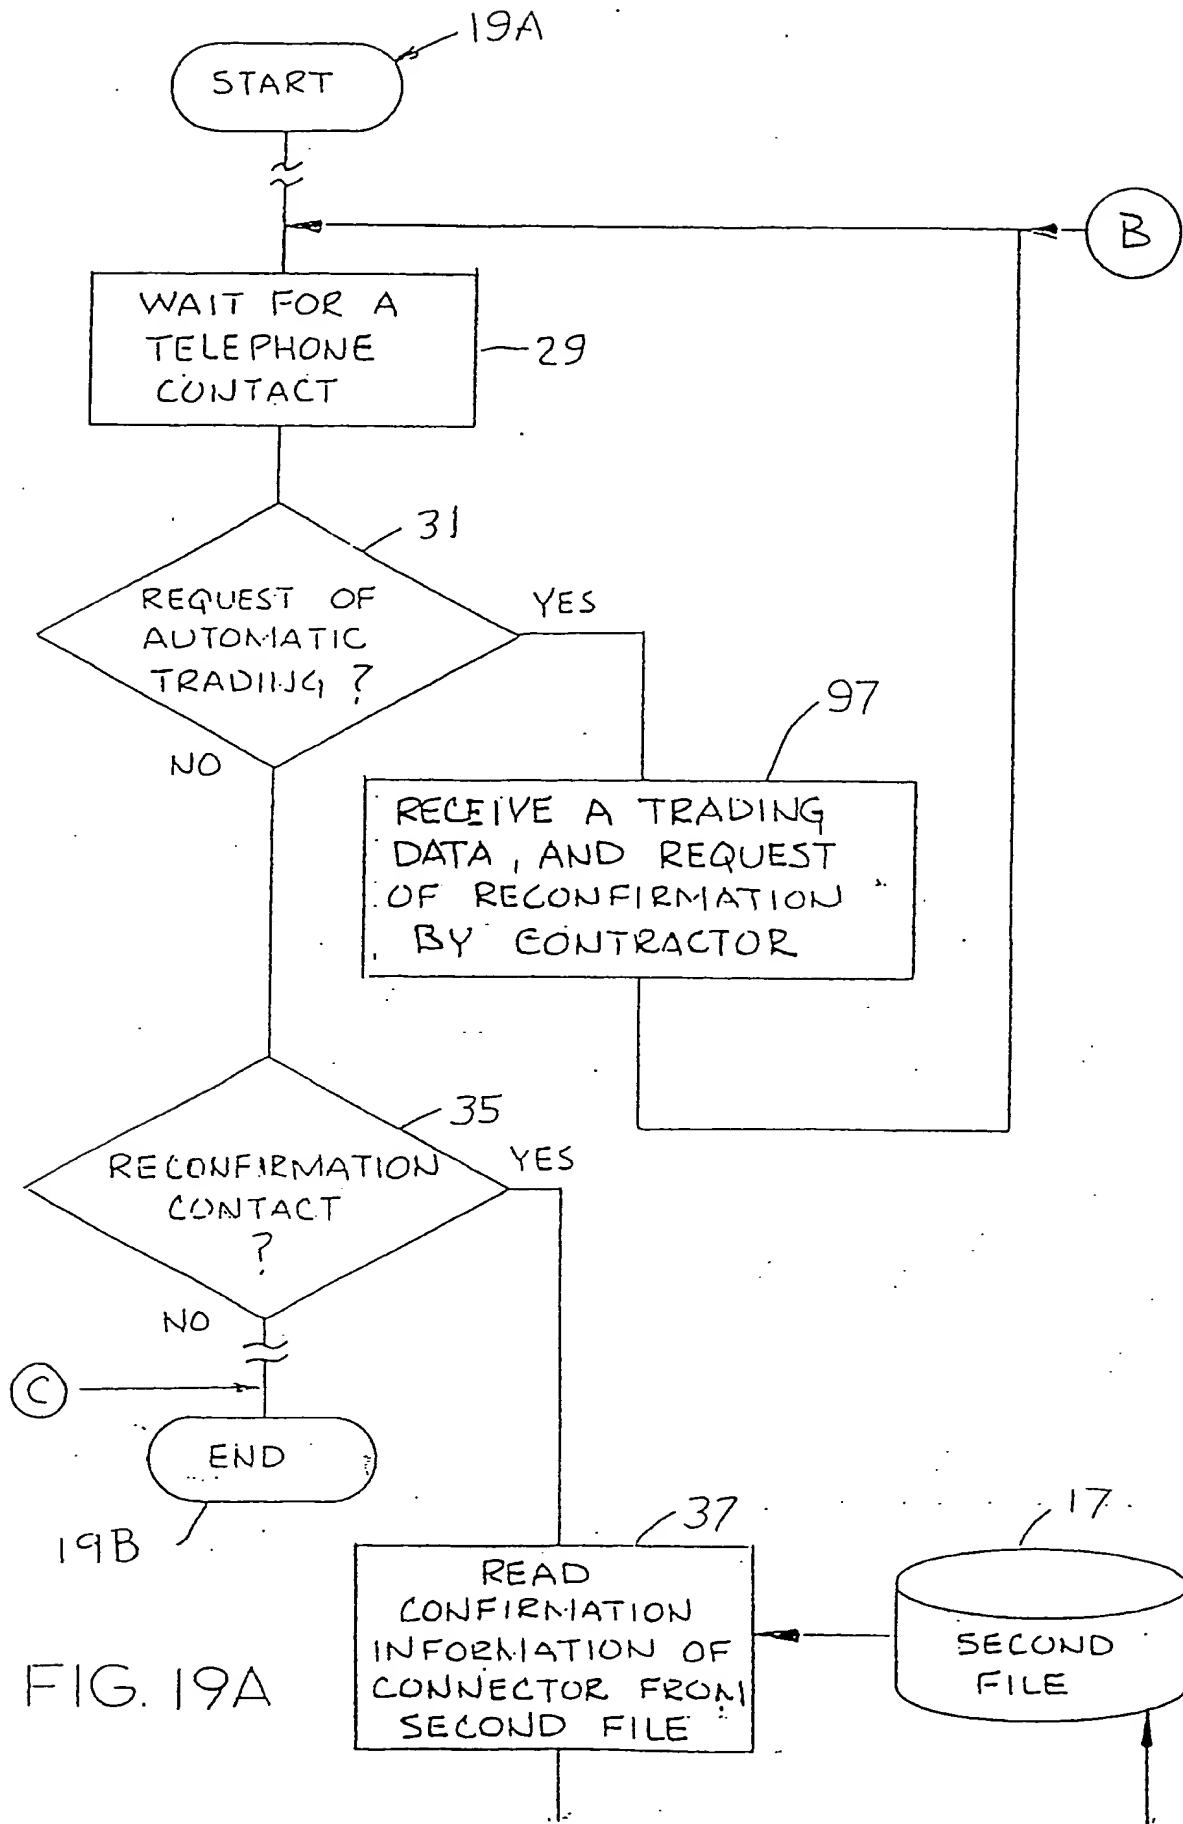 19A
START
B
WAIT FOR A
TELEPHONE
CONTACT
29
31
REQUEST OF
AUTOMATIC
TRADING ?
YES
NO
97
RECEIVE A TRADING
DATA, AND REQUEST
OF RECONFIRMATION
BY CONTRACTOR
35
RECONFIRMATION
CONTACT
?
YES
NO
C
END
19B
37
READ
CONFIRMATION
INFORMATION OF
CONNECTOR FROM
SECOND FILE
17
SECOND
FILE
FIG. 19A